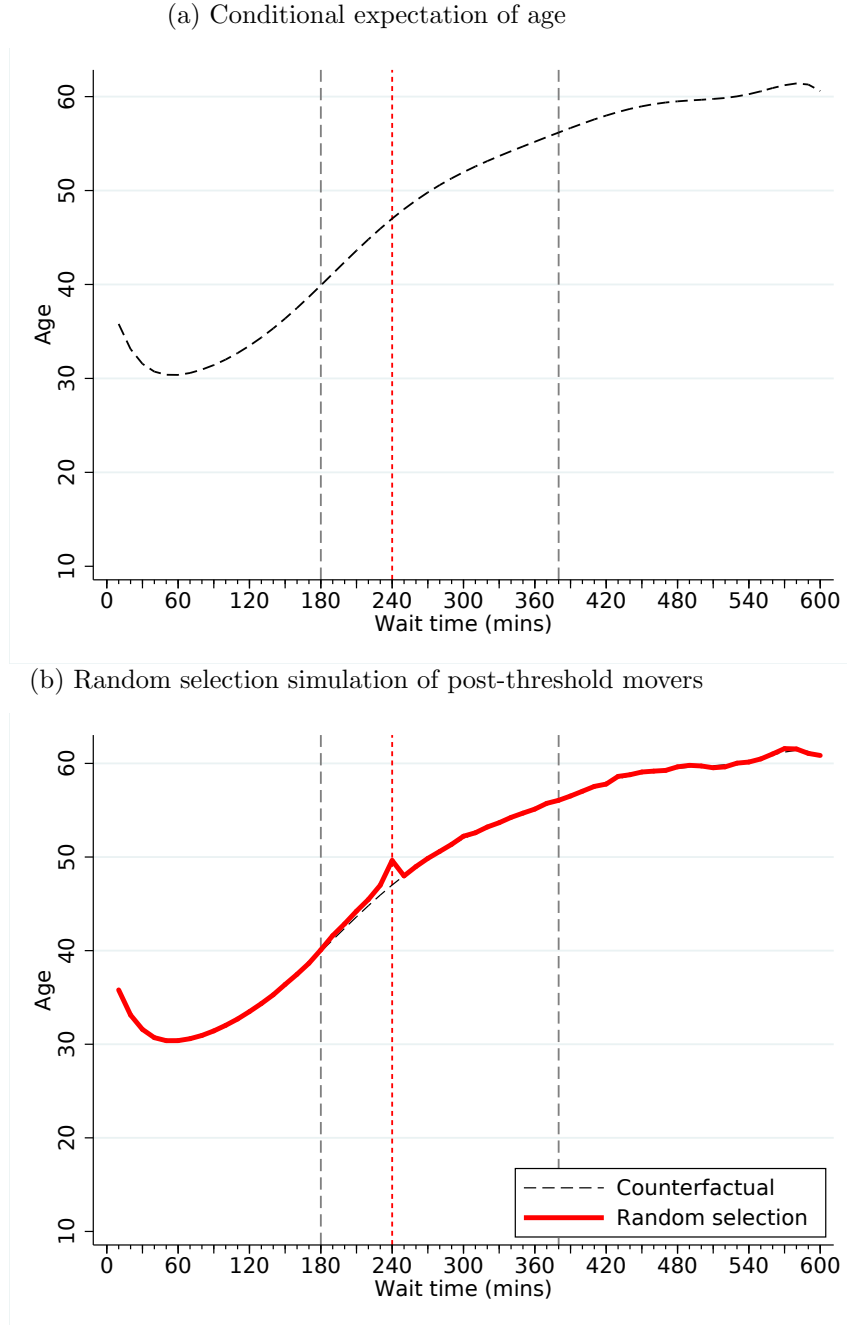 (a) Conditional expectation of age
60
50
40
30
20
10
Age
0 60 120 180 240 300 360 420 480 540 600
Wait time (mins)
(b) Random selection simulation of post-threshold movers
60
50
40
30
20
10
Age
Counterfactual
Random selection
0 60 120 180 240 300 360 420 480 540 600
Wait time (mins)